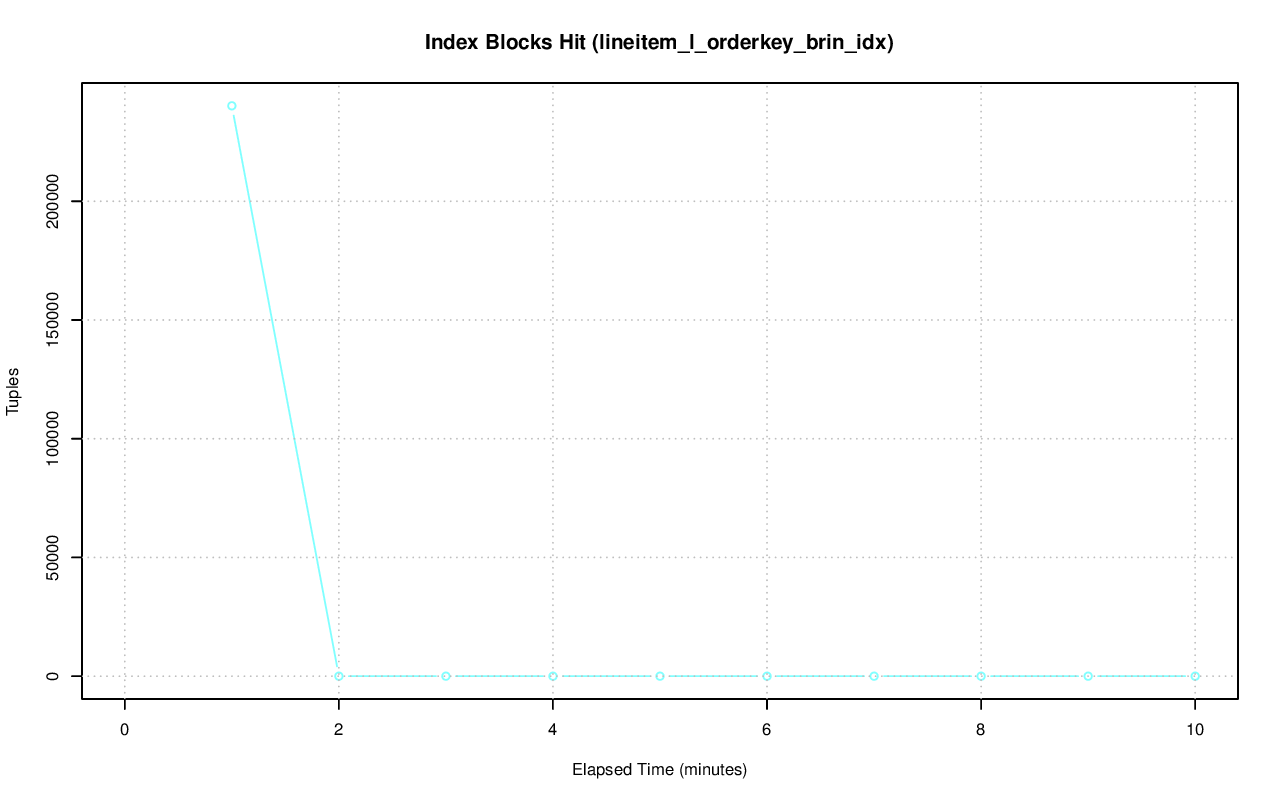 Index Blocks Hit (lineitem_l_orderkey_brin_idx)
Tuples
200000
150000
100000
50000
0
0 2 4 6 8 10
Elapsed Time (minutes)